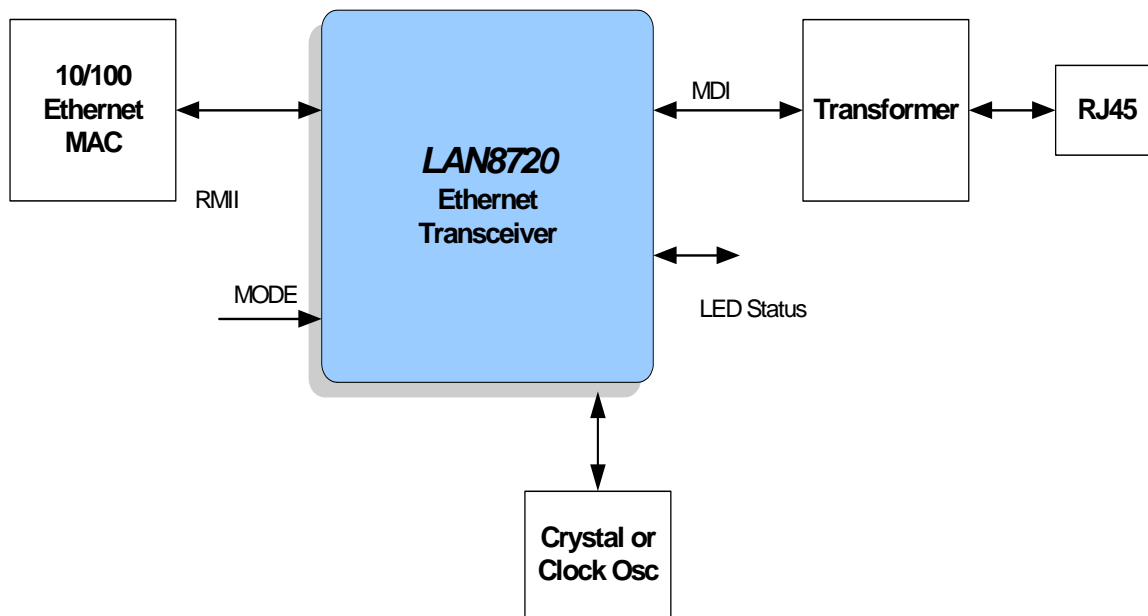 10/100
Ethernet
MAC
RMII
MODE
LAN8720
Ethernet
Transceiver
MDI
Transformer
RJ45
LED Status
Crystal or
Clock Osc